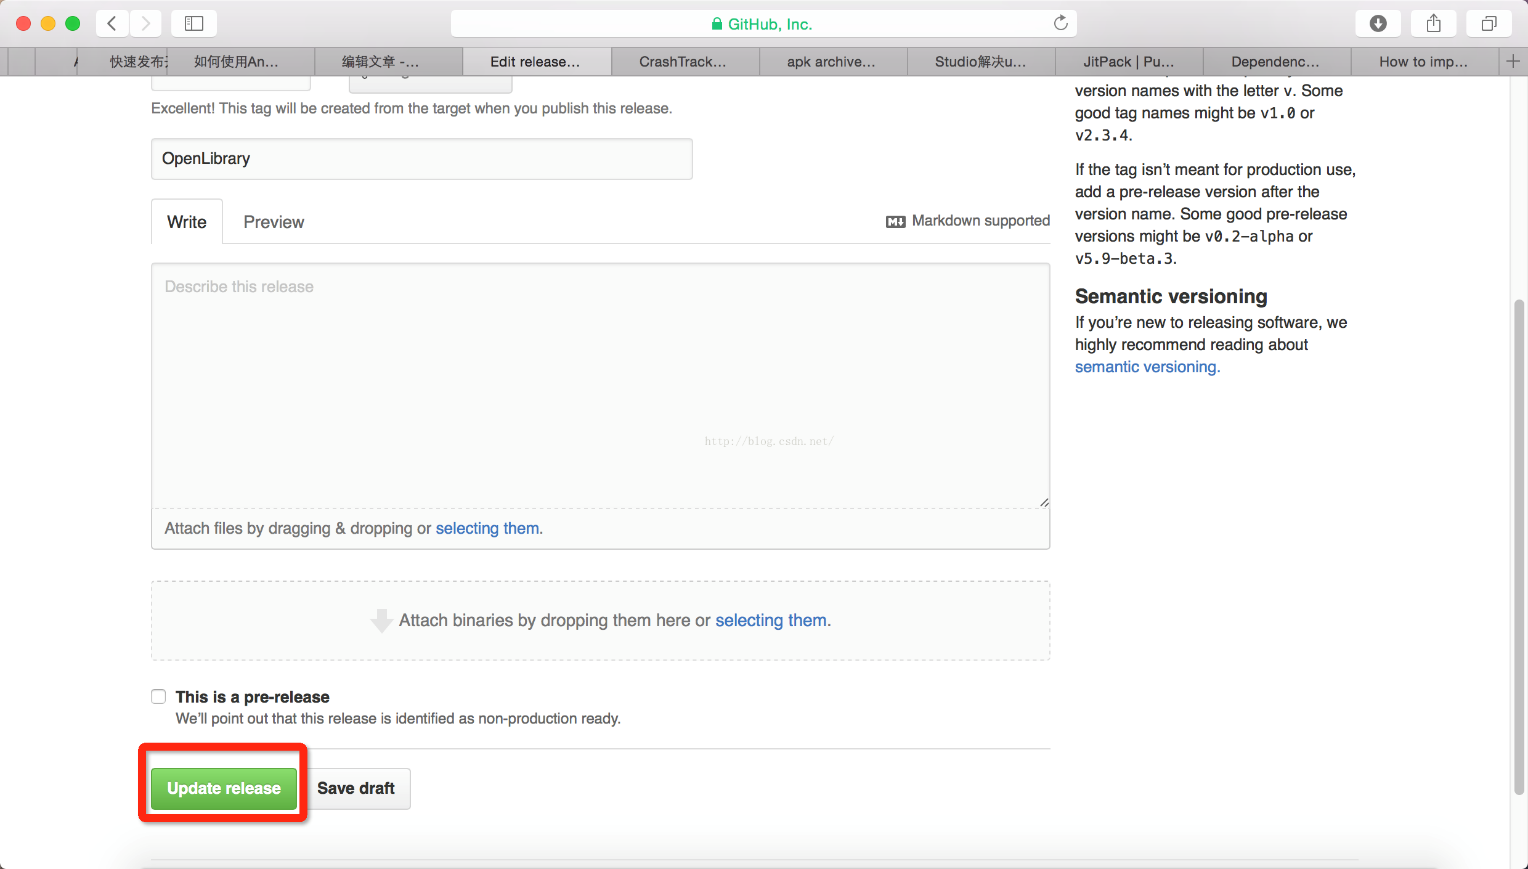 GitHub, Inc.
快速发布
如何使用An...
编辑文章 -...
Edit release...
CrashTrack...
apk archive...
Studio解决u...
JitPack | Pu...
Dependenc...
How to imp...
Excellent! This tag will be created from the target when you publish this release.
OpenLibrary
Write
Preview
Markdown supported
Describe this release
http://blog.csdn.net/
Attach files by dragging & dropping or selecting them.
Attach binaries by dropping them here or selecting them.
This is a pre-release
We'll point out that this release is identified as non-production ready.
Update release
Save draft
version names with the letter v. Some
good tag names might be v1.0 or
v2.3.4.
If the tag isn't meant for production use,
add a pre-release version after the
version name. Some good pre-release
versions might be v0.2-alpha or
v5.9-beta.3.
Semantic versioning
If you're new to releasing software, we
highly recommend reading about
semantic versioning.